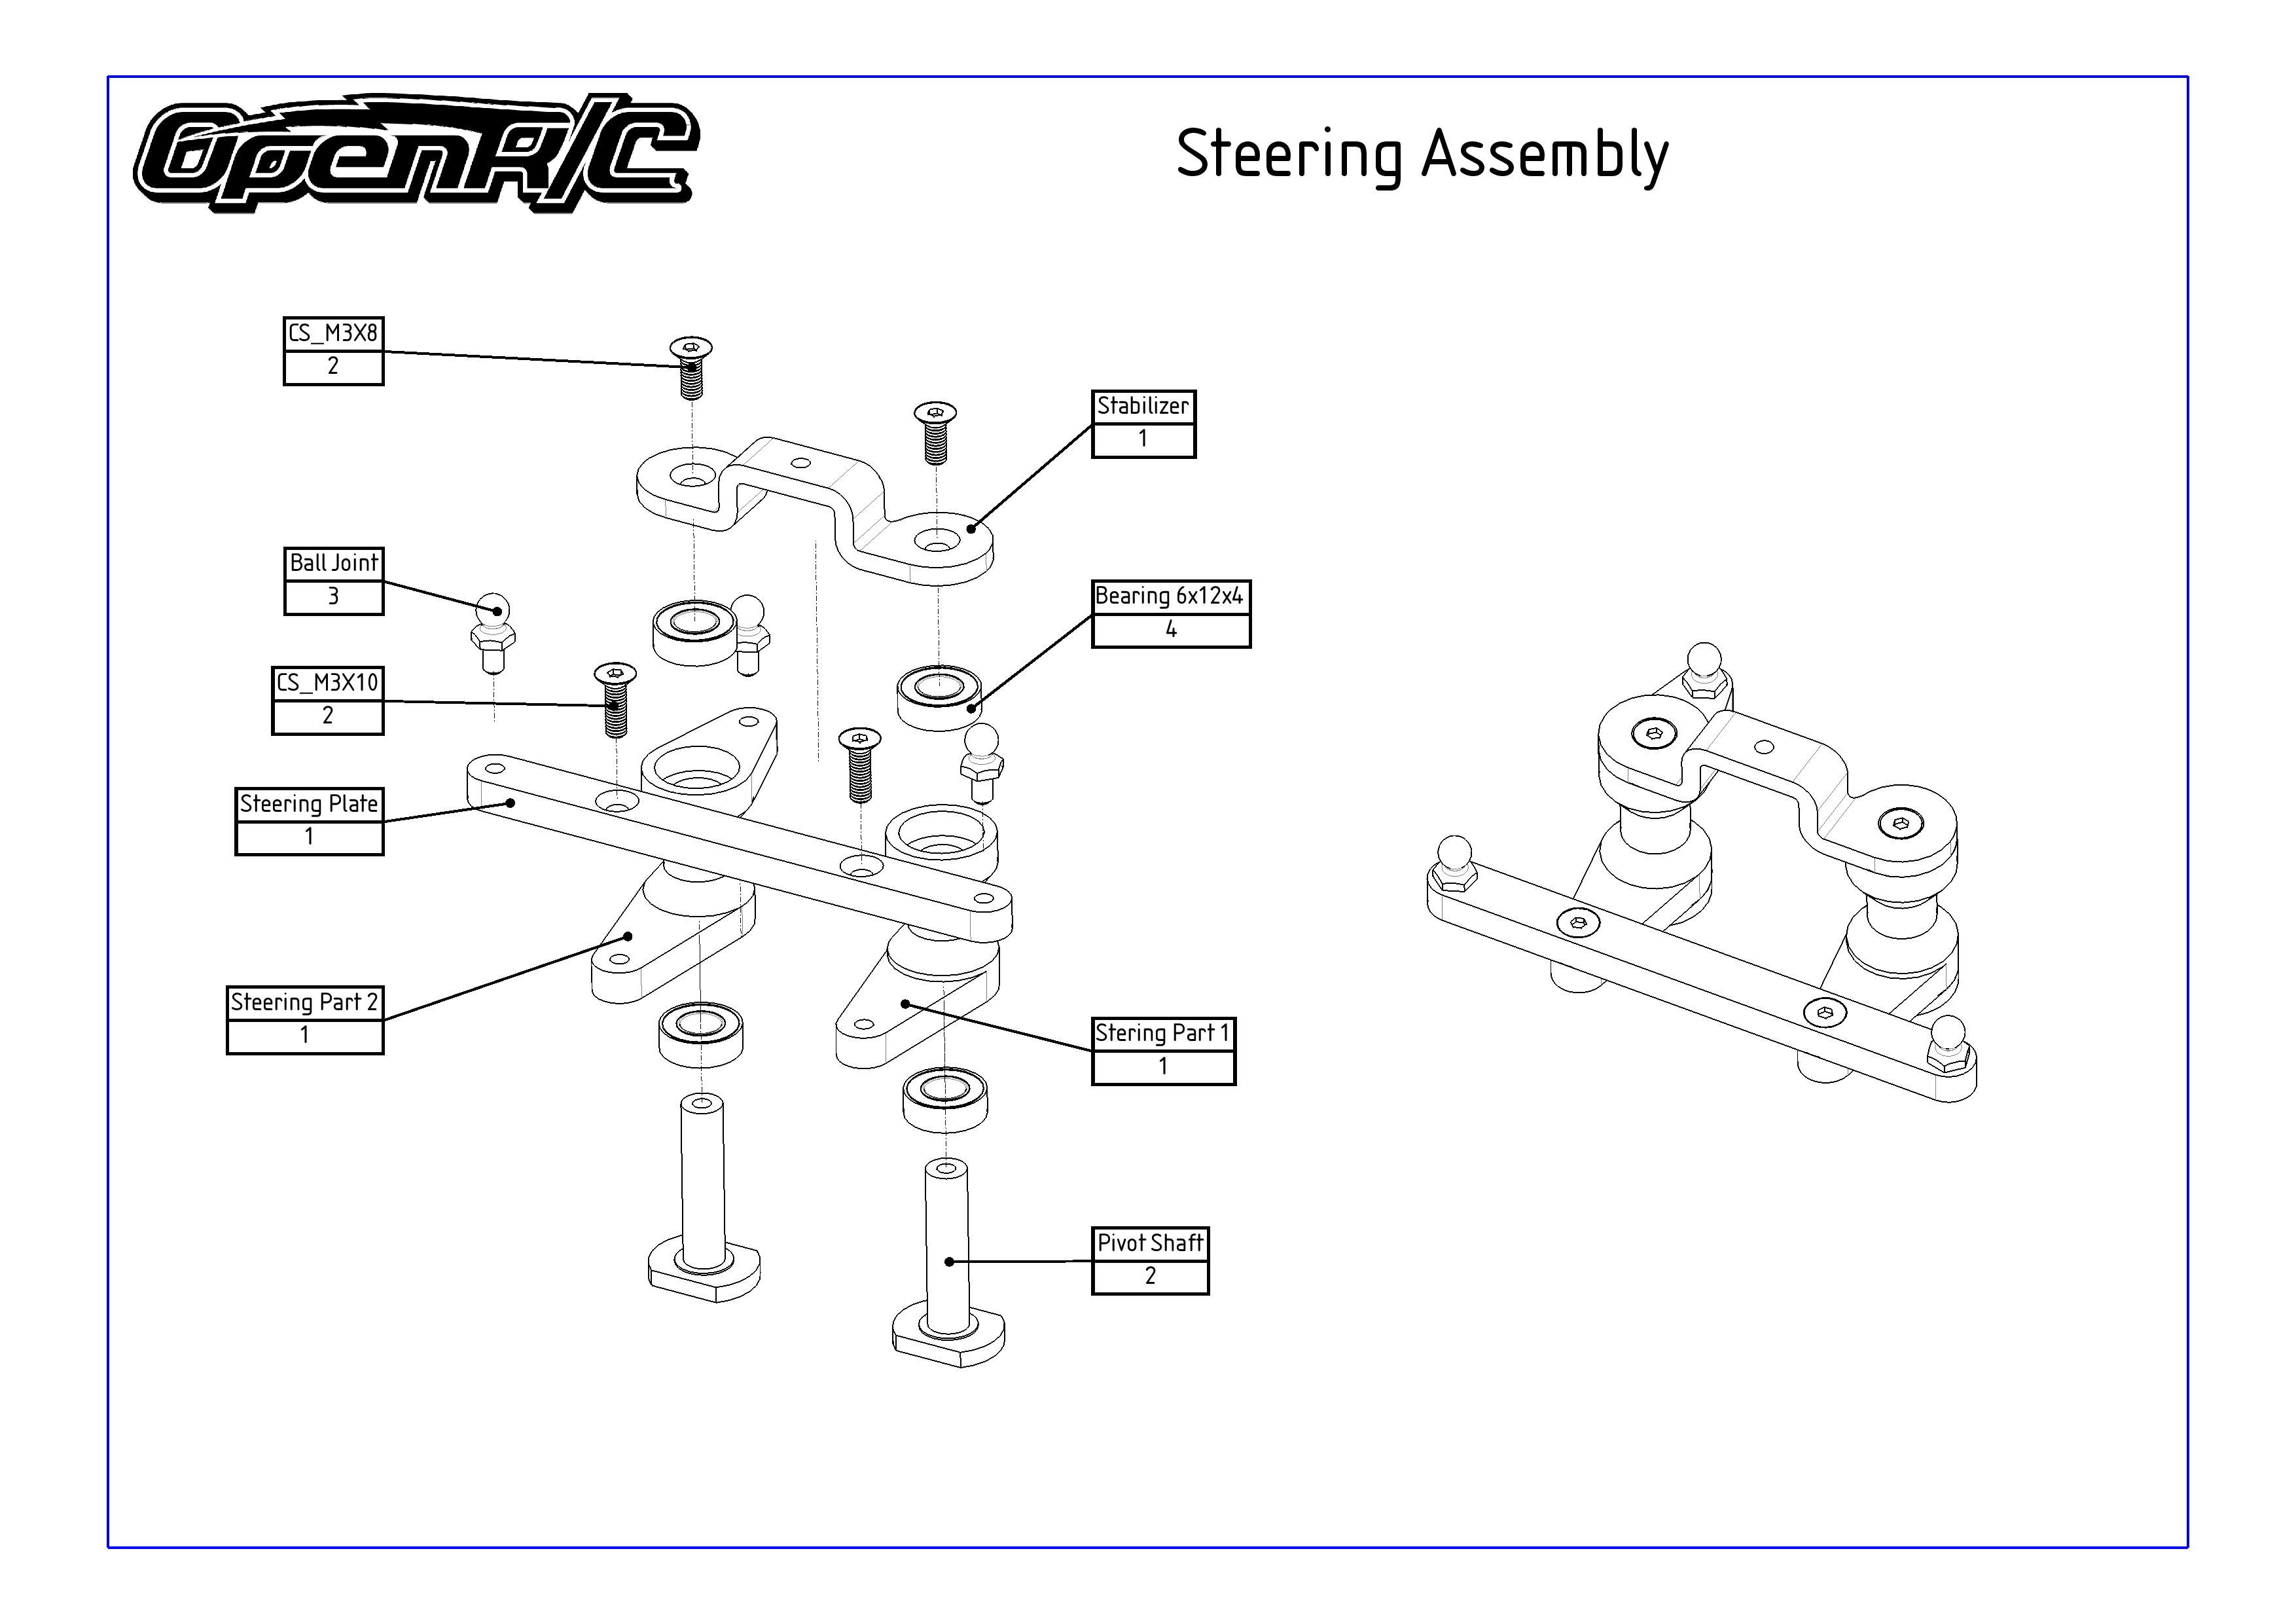 OpenR/C
Steering Assembly
CS_M3X8
2
Stabilizer
1
Ball Joint
3
Bearing 6x12x4
4
CS_M3X10
2
Steering Plate
1
Steering Part 2
1
Stering Part 1
1
Pivot Shaft
2